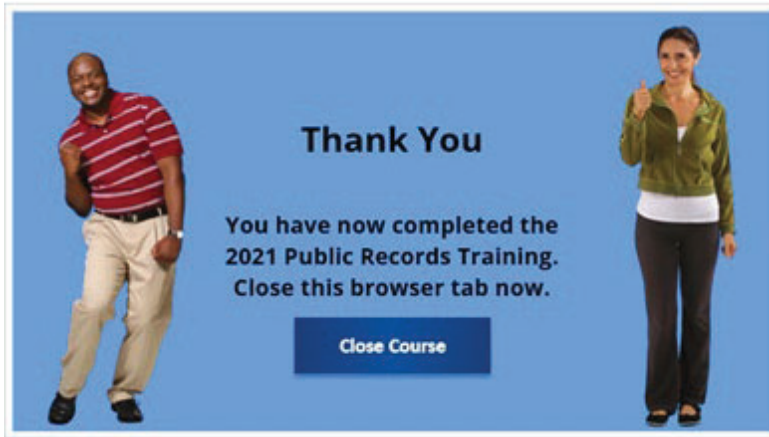 Thank You
You have now completed the
2021 Public Records Training.
Close this browser tab now.
Close Course